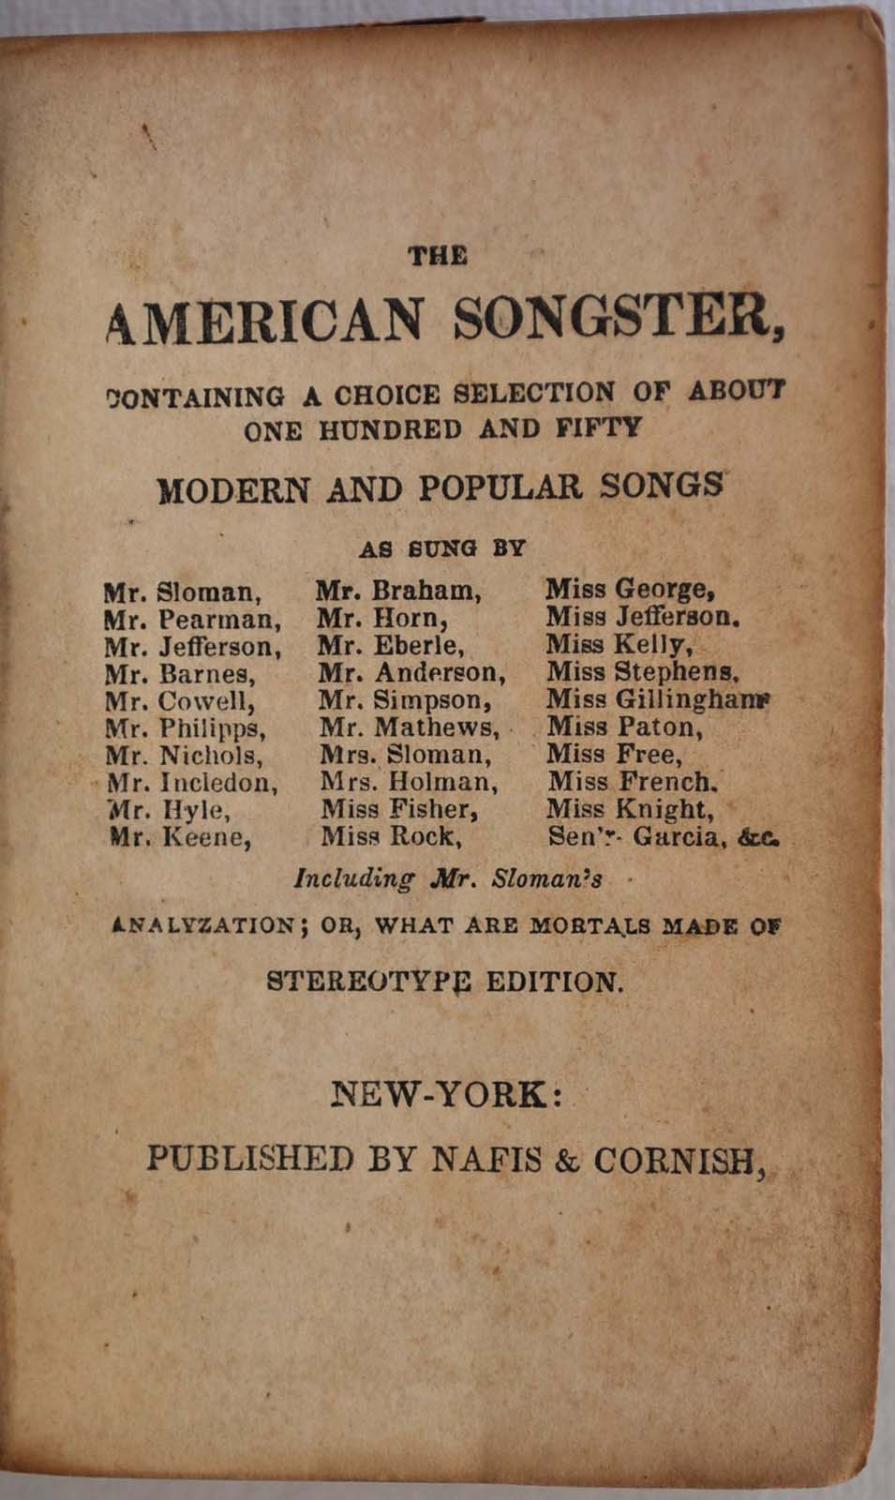 THE
AMERICAN SONGSTER,
CONTAINING A CHOICE SELECTION OF ABOUT
ONE HUNDRED AND FIFTY
MODERN AND POPULAR SONGS
AS SUNG BY
Mr. Sloman, Mr. Braham, Miss George,
Mr. Pearman, Mr. Horn, Miss Jefferson.
Mr. Jefferson, Mr. Eberle, Miss Kelly,
Mr. Barnes, Mr. Anderson, Miss Stephens,
Mr. Cowell, Mr. Simpson, Miss Gillingham
Mr. Philipps, Mr. Mathews, Miss Paton,
Mr. Nichols, Mrs. Sloman, Miss Free,
Mr. Incledon, Mrs. Holman, Miss French.
Mr. Hyle, Miss Fisher, Miss Knight,
Mr. Keene, Miss Rock, Sen'r. Garcia, &c.
Including Mr. Sloman's
ANALYZATION; OR, WHAT ARE MORTALS MADE OF
STEREOTYPE EDITION.
NEW-YORK:
PUBLISHED BY NAFIS & CORNISH,